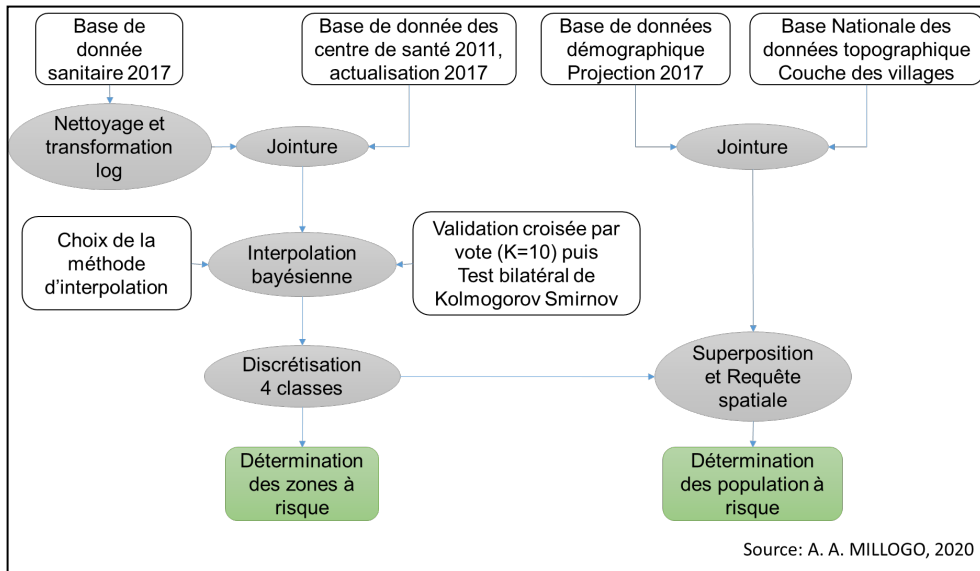 Base de
donnée
sanitaire 2017
Base de donnée des
centre de santé 2011,
actualisation 2017
Base de données
démographique
Projection 2017
Base Nationale des
données topographique
Couche des villages
Nettoyage et
transformation
log
Jointure
Jointure
Choix de la
méthode
d’interpolation
Interpolation
bayésienne
Validation croisée par
vote (K=10) puis
Test bilatéral de
Kolmogorov Smirnov
Discrétisation
4 classes
Superposition
et Requête
spatiale
Détermination
des zones à
risque
Détermination
des population à
risque
Source: A. A. MILLOGO, 2020